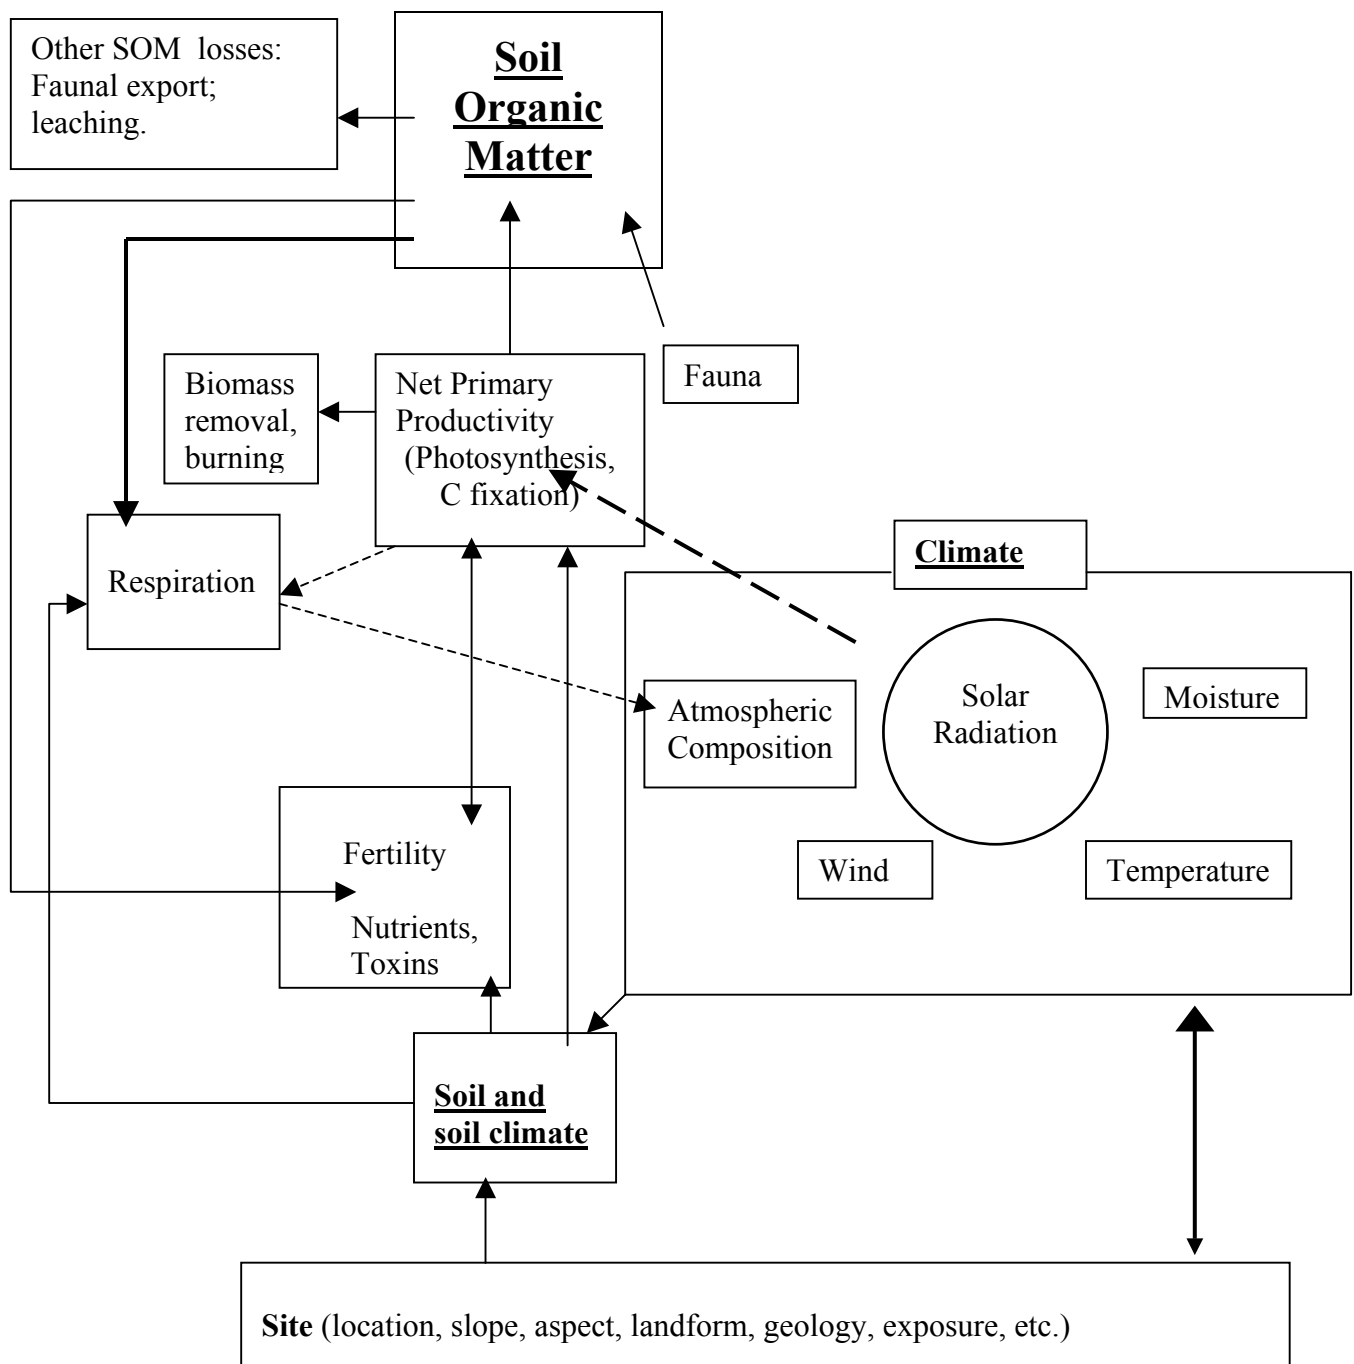 Other SOM  losses:
Faunal export;
leaching.
Soil
Organic
Matter
Biomass
removal,
burning
Net Primary
Productivity
(Photosynthesis,
C fixation)
Fauna
Respiration
Climate
Atmospheric
Composition
Solar
Radiation
Moisture
Wind
Temperature
Fertility
Nutrients,
Toxins
Soil and
soil climate
Site (location, slope, aspect, landform, geology, exposure, etc.)